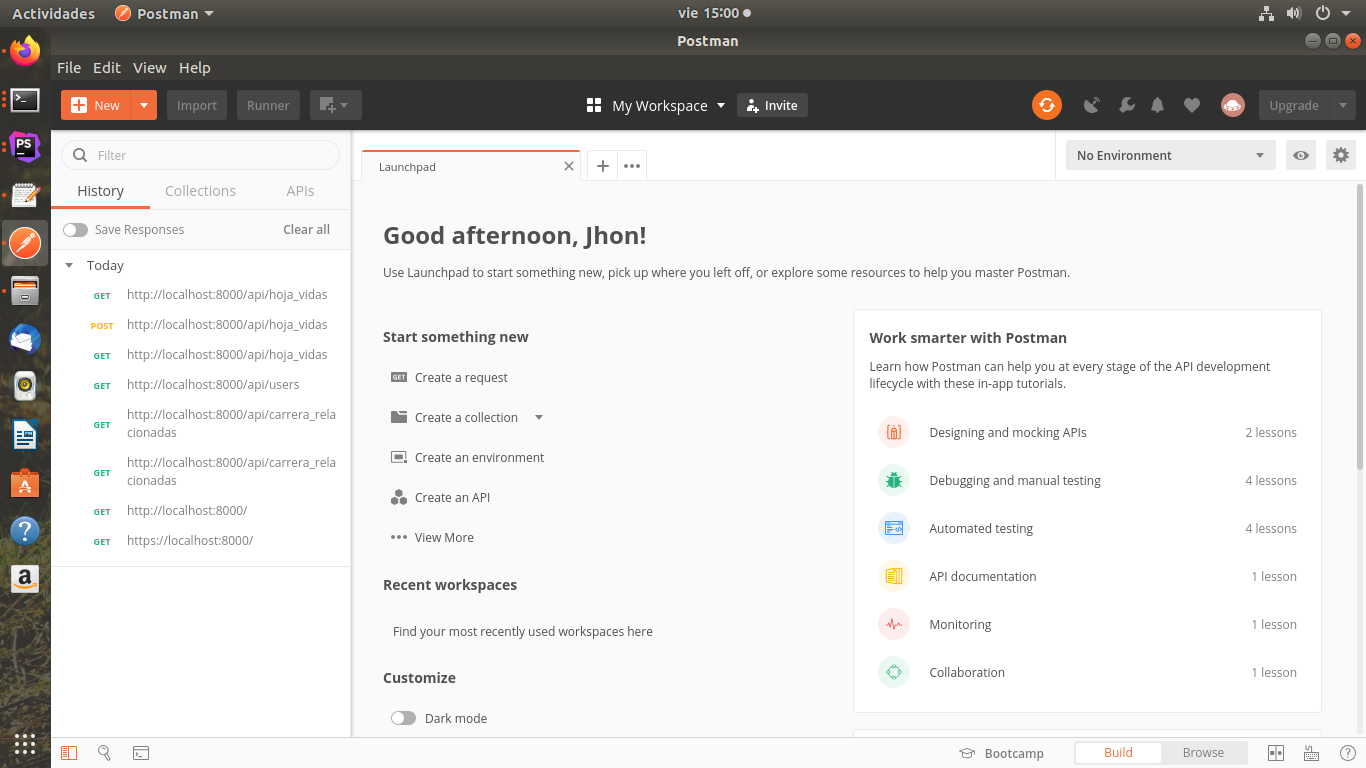 Actividades
Postman
vie 15:00
Postman
File Edit View Help
New
Import
Runner
My Workspace
Invite
Upgrade
Filter
History
Collections
APIs
Save Responses
Clear all
Today
GET http://localhost:8000/api/hoja_vidas
POST http://localhost:8000/api/hoja_vidas
GET http://localhost:8000/api/hoja_vidas
GET http://localhost:8000/api/users
GET http://localhost:8000/api/carrera_rela
cionadas
GET http://localhost:8000/api/carrera_rela
cionadas
GET http://localhost:8000/
GET https://localhost:8000/
Launchpad
No Environment
Good afternoon, Jhon!
Use Launchpad to start something new, pick up where you left off, or explore some resources to help you master Postman.
Start something new
GET Create a request
Create a collection
Create an environment
Create an API
View More
Recent workspaces
Find your most recently used workspaces here
Customize
Dark mode
Work smarter with Postman
Learn how Postman can help you at every stage of the API development
lifecycle with these in-app tutorials.
Designing and mocking APIs 2 lessons
Debugging and manual testing 4 lessons
Automated testing 4 lessons
API documentation 1 lesson
Monitoring 1 lesson
Collaboration 1 lesson
Bootcamp
Build
Browse
PS
a